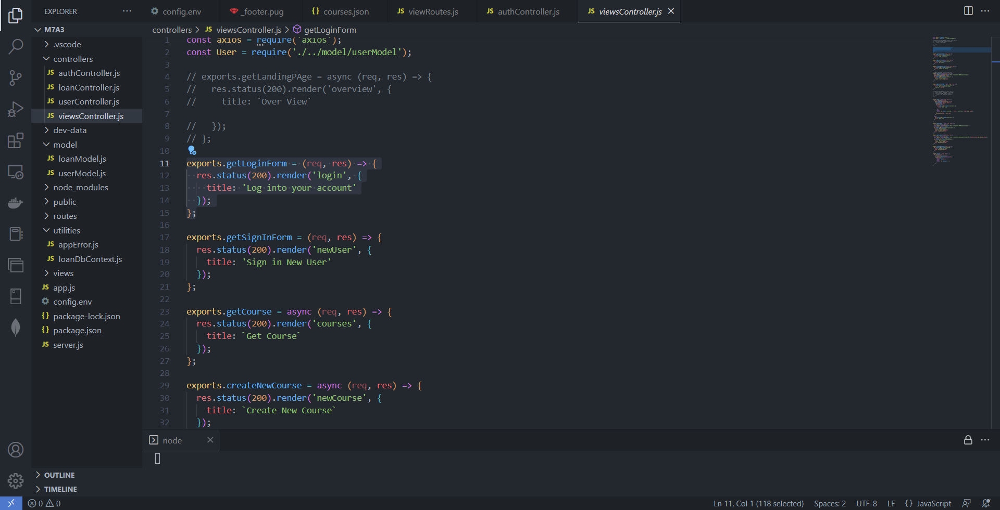 EXPLORER
config.env
_footer.pug
courses.json
viewRoutes.js
authController.js
viewsController.js
M7A3
.vscode
controllers
authController.js
loanController.js
userController.js
viewsController.js
dev-data
model
loanModel.js
userModel.js
node_modules
public
routes
utilities
appError.js
loanDbContext.js
views
app.js
config.env
package-lock.json
package.json
server.js
OUTLINE
TIMELINE
controllers > JS viewsController.js > getLoginForm
1 const axios = require('axios');
2 const User = require('./../model/userModel');
3
4 // exports.getLandingPAge = async (req, res) => {
5 //   res.status(200).render('overview', {
6 //     title: `Over View`
7
8 //   });
9 // };
10
11 exports.getLoginForm = (req, res) => {
12   res.status(200).render('login', {
13     title: 'Log into your account'
14   });
15 };
16
17 exports.getSignInForm = (req, res) => {
18   res.status(200).render('newUser', {
19     title: 'Sign in New User'
20   });
21 };
22
23 exports.getCourse = async (req, res) => {
24   res.status(200).render('courses', {
25     title: `Get Course`
26   });
27 };
28
29 exports.createNewCourse = async (req, res) => {
30   res.status(200).render('newCourse', {
31     title: `Create New Course`
32   });
node
0 0
Ln 11, Col 1 (118 selected)
Spaces: 2
UTF-8
LF
{} JavaScript